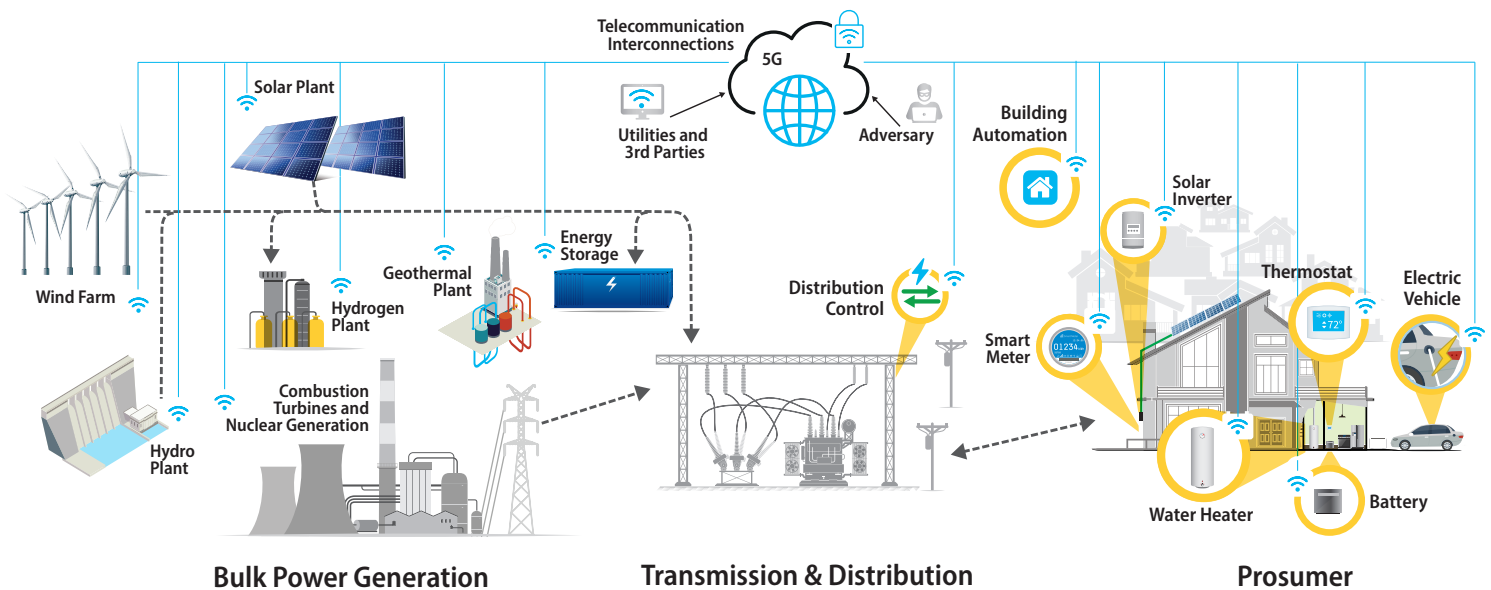 Telecommunication
Interconnections
5G
Solar Plant
Utilities and
3rd Parties
Adversary
Building
Automation
Solar
Inverter
Wind Farm
Hydrogen
Plant
Geothermal
Plant
Energy
Storage
Distribution
Control
Smart
Meter
01234
Thermostat
72°
Electric
Vehicle
Hydro
Plant
Combustion
Turbines and
Nuclear Generation
Water Heater
Battery
Bulk Power Generation
Transmission & Distribution
Prosumer